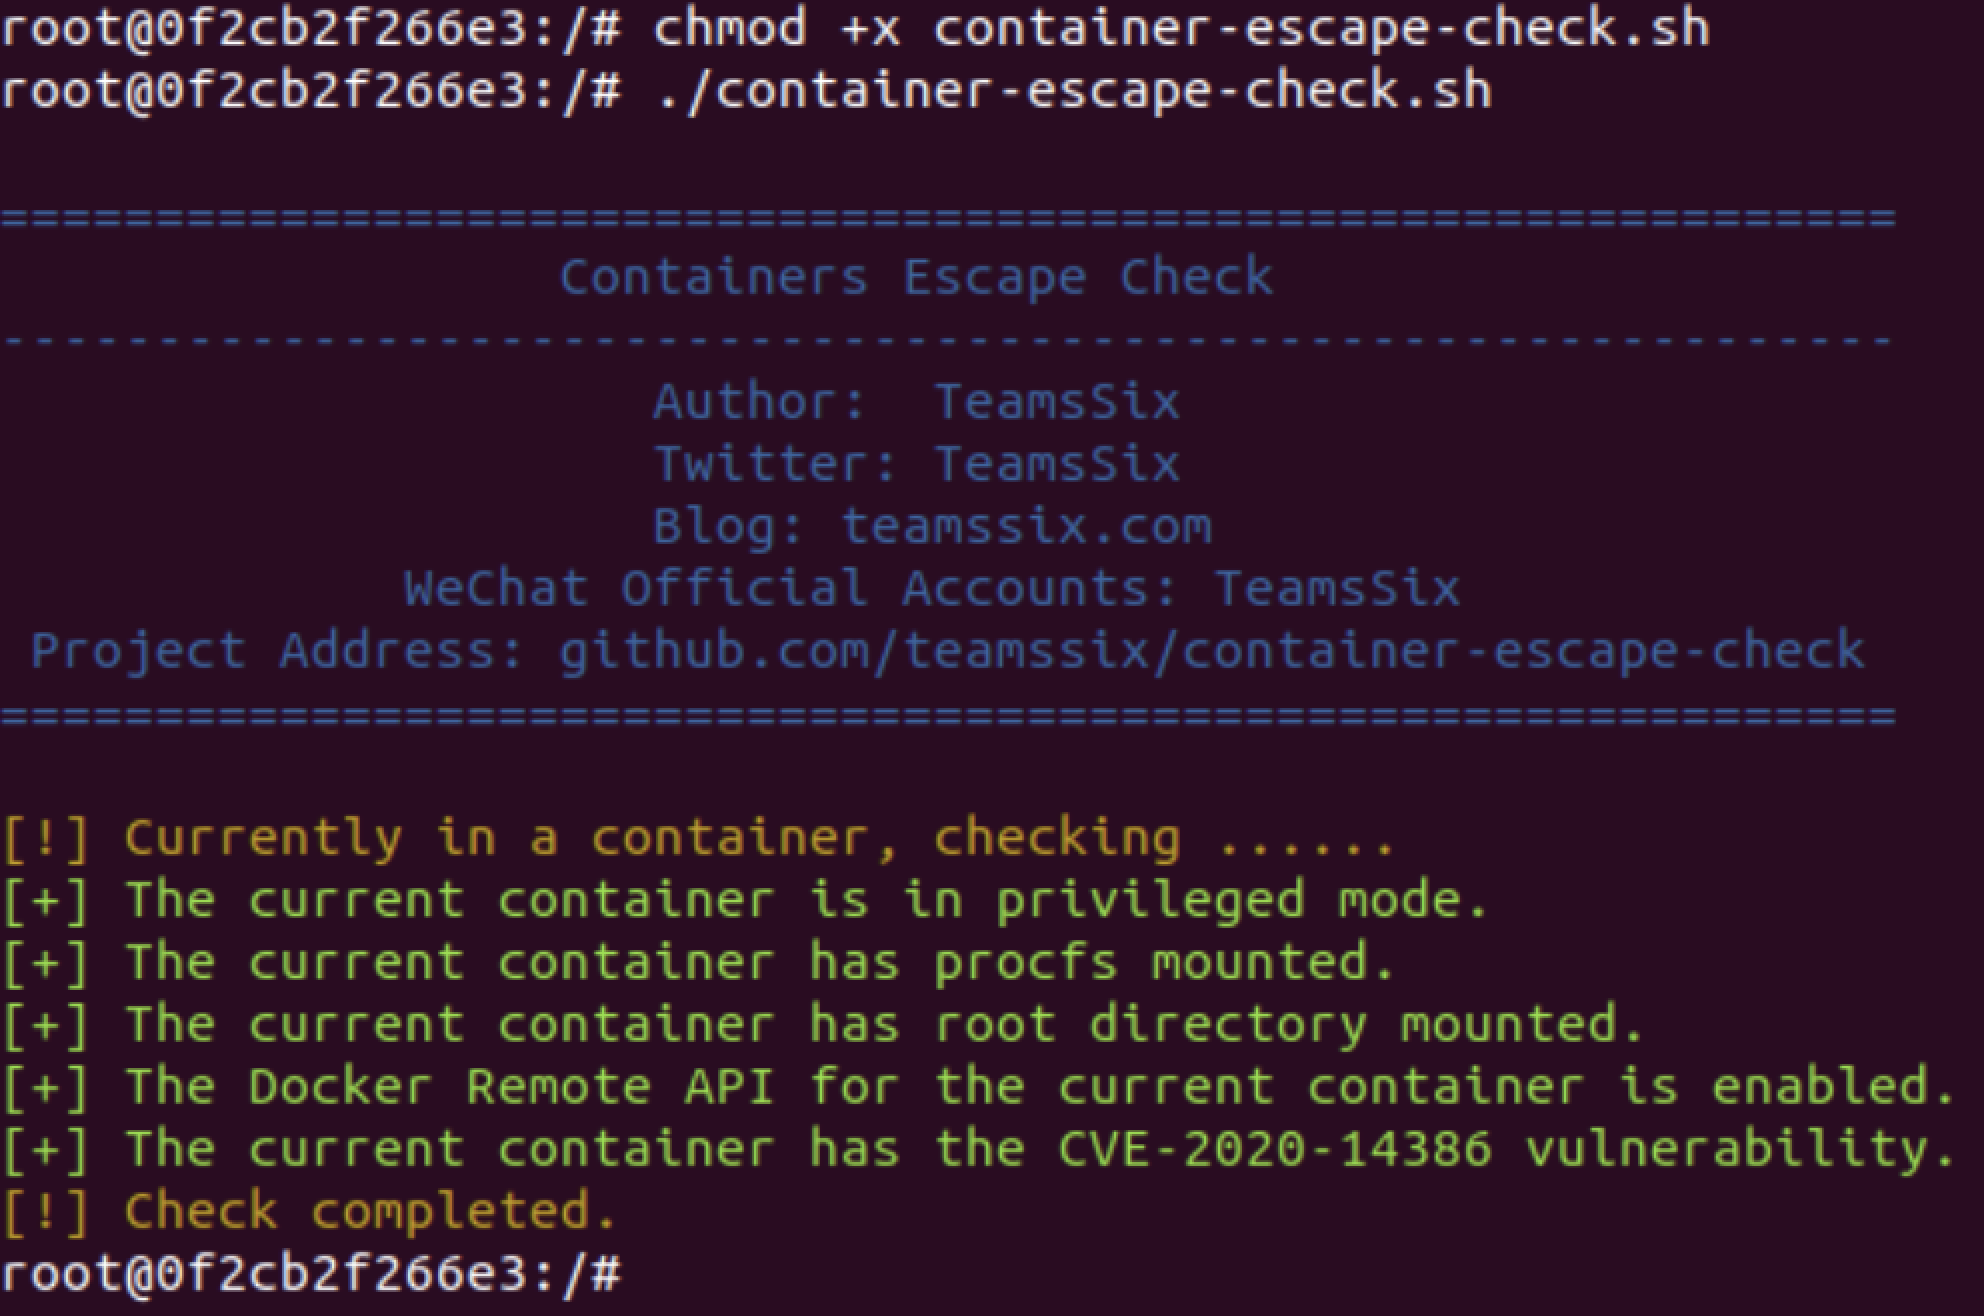 root@0f2cb2f266e3:/# chmod +x container-escape-check.sh
root@0f2cb2f266e3:/# ./container-escape-check.sh
=============================================================
Containers Escape Check
-------------------------------------------------------------
Author:  TeamsSix
Twitter: TeamsSix
Blog: teamssix.com
WeChat Official Accounts: TeamsSix
Project Address: github.com/teamssix/container-escape-check
=============================================================
[!] Currently in a container, checking ......
[+] The current container is in privileged mode.
[+] The current container has procfs mounted.
[+] The current container has root directory mounted.
[+] The Docker Remote API for the current container is enabled.
[+] The current container has the CVE-2020-14386 vulnerability.
[!] Check completed.
root@0f2cb2f266e3:/#